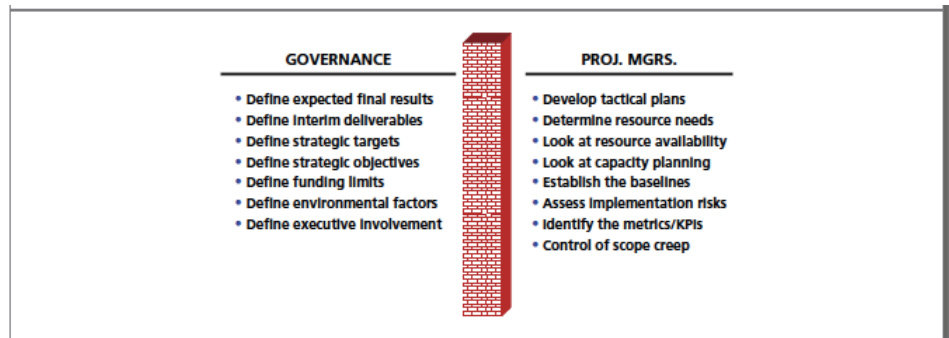 GOVERNANCE
• Define expected final results
• Define interim deliverables
• Define strategic targets
• Define strategic objectives
• Define funding limits
• Define environmental factors
• Define executive involvement
PROJ. MGRS.
• Develop tactical plans
• Determine resource needs
• Look at resource availability
• Look at capacity planning
• Establish the baselines
• Assess implementation risks
• Identify the metrics/KPIs
• Control of scope creep